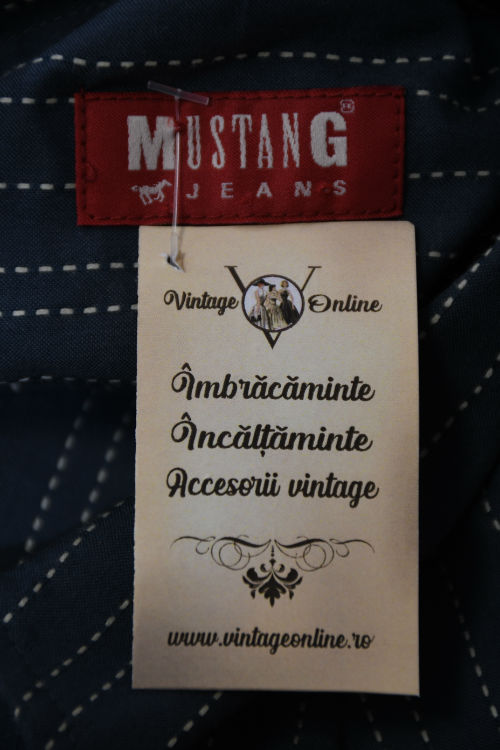 MUSTANG
JEANS
Vintage Online
Îmbrăcăminte
Încălțăminte
Accesorii vintage
www.vintageonline.ro